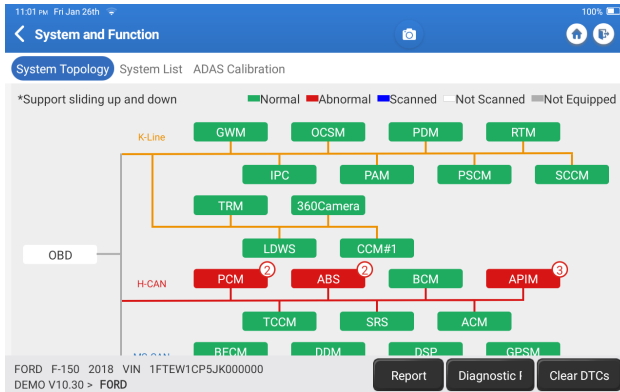 11:01 PM Fri Jan 26th 100%
System and Function
System Topology System List ADAS Calibration
*Support sliding up and down Normal Abnormal Scanned Not Scanned Not Equipped
K-Line GWM OCSM PDM RTM
IPC PAM PSCM SCCM
TRM 360Camera
OBD LDWS CCM#1
H-CAN PCM 2 ABS 2 BCM APIM 3
TCCM SRS ACM
MS-CAN BECM DDM DSP GPSM
FORD F-150 2018 VIN 1FTEW1CP5JK000000
DEMO V10.30 > FORD
Report Diagnostic Clear DTCs